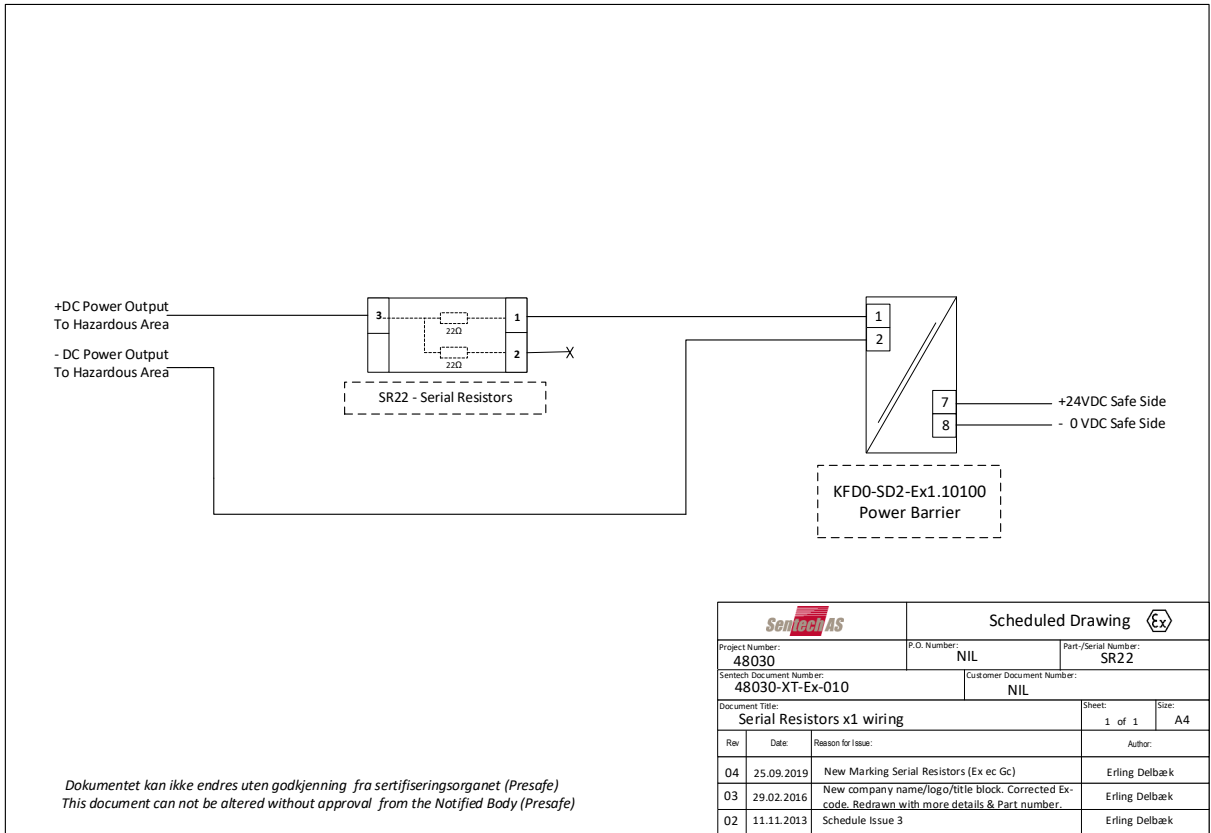 +DC Power Output
To Hazardous Area
- DC Power Output
To Hazardous Area
3
1
2
22Ω
22Ω
SR22 - Serial Resistors
X
1
2
7
8
+24VDC Safe Side
- 0 VDC Safe Side
KFD0-SD2-Ex1.10100
Power Barrier
Sentech AS
Scheduled Drawing
Ex
Project Number:
48030
P.O. Number:
NIL
Part-/Serial Number:
SR22
Sentech Document Number:
48030-XT-Ex-010
Customer Document Number:
NIL
Document Title:
Serial Resistors x1 wiring
Sheet:
1 of 1
Size:
A4
Rev Date: Reason for Issue: Author:
04 25.09.2019 New Marking Serial Resistors (Ex ec Gc) Erling Delbæk
03 29.02.2016 New company name/logo/title block. Corrected Ex-
code. Redrawn with more details & Part number. Erling Delbæk
02 11.11.2013 Schedule Issue 3 Erling Delbæk
Dokumentet kan ikke endres uten godkjenning fra sertifiseringsorganet (Presafe)
This document can not be altered without approval from the Notified Body (Presafe)